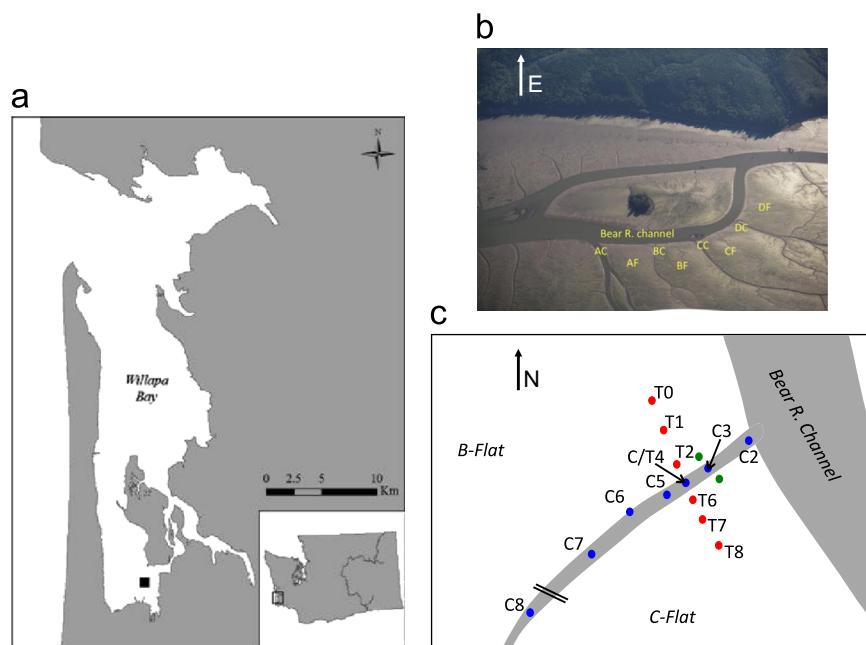 a
N
Willapa
Bay
0 2.5 5 10
Km
b
E
Bear R. channel
DF
DC
CC
CF
BC
BF
AC
AF
c
N
Bear R. Channel
B-Flat
C-Flat
T0
T1
T2
C3
C2
C/T4
C5
T6
C6
T7
C7
T8
C8